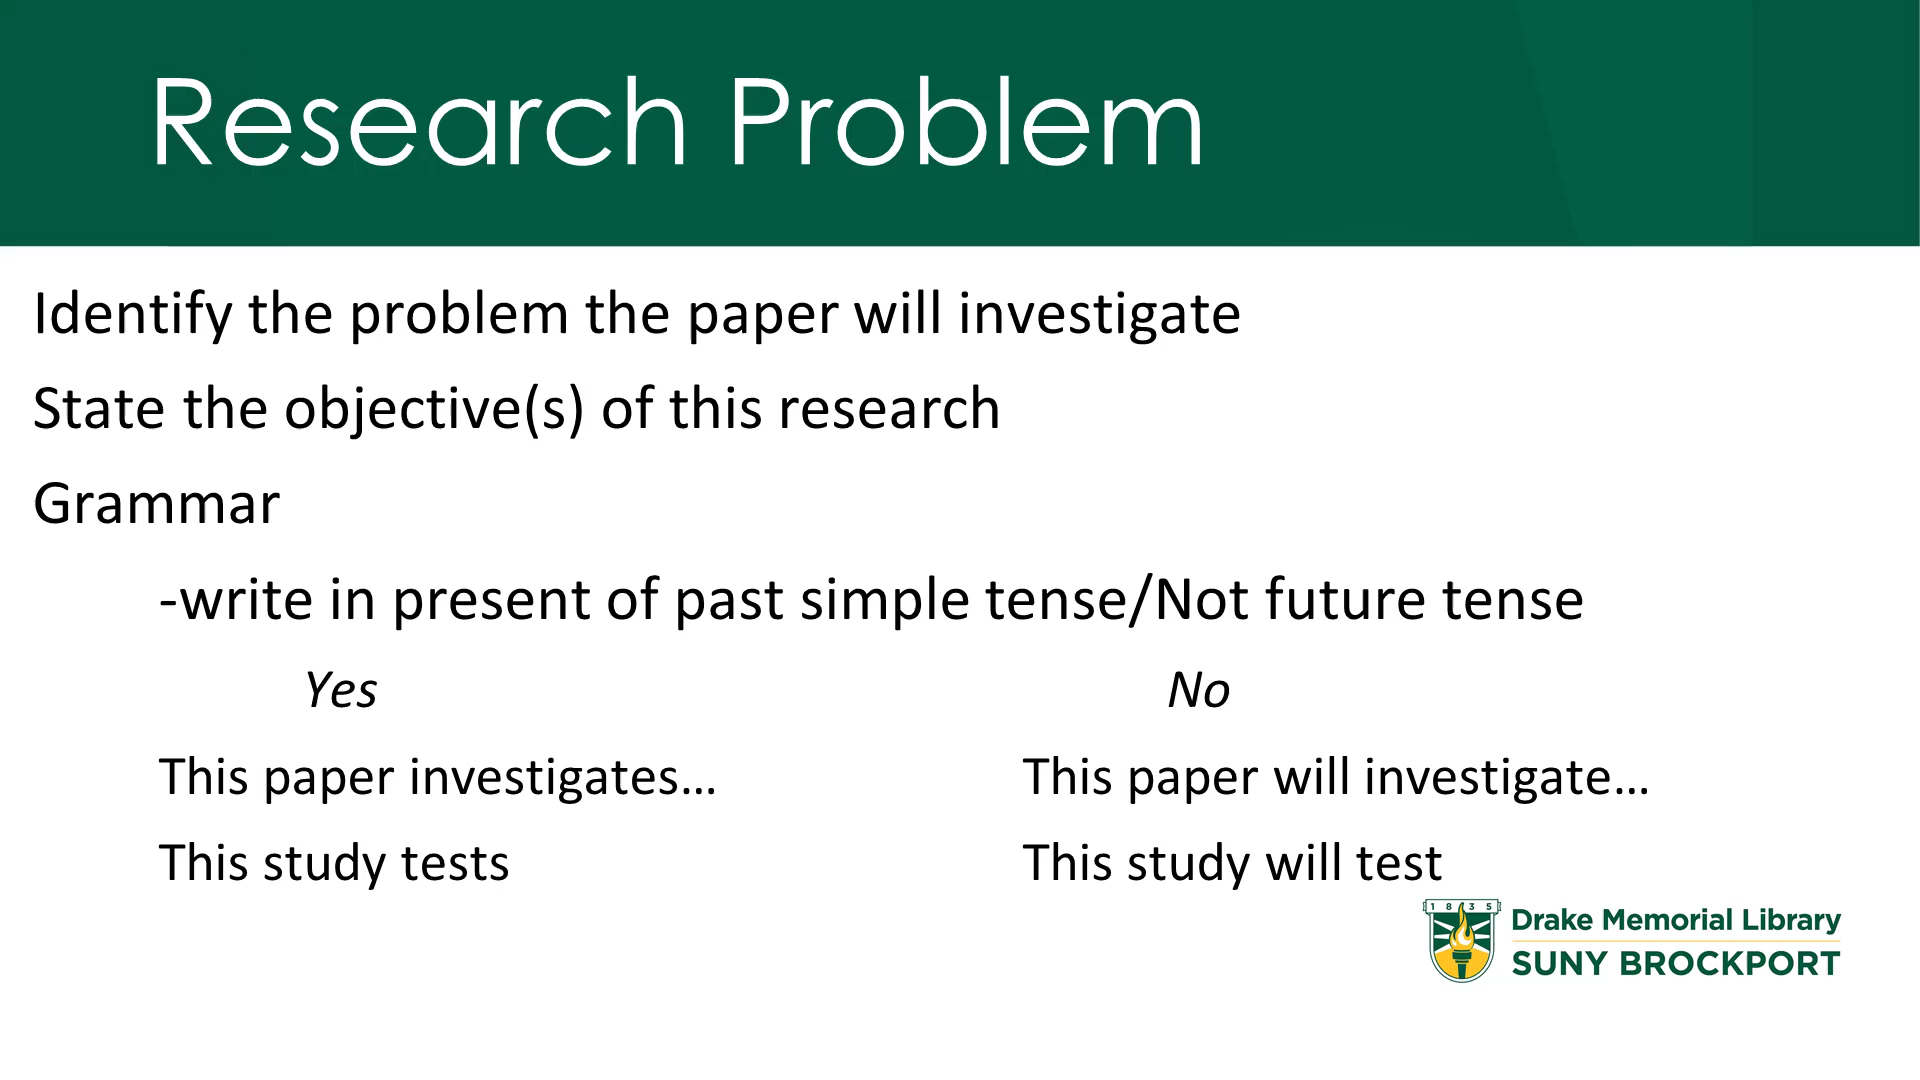 Research Problem
Identify the problem the paper will investigate
State the objective(s) of this research
Grammar
-write in present of past simple tense/Not future tense
Yes No
This paper investigates… This paper will investigate…
This study tests This study will test
1835
Drake Memorial Library
SUNY BROCKPORT